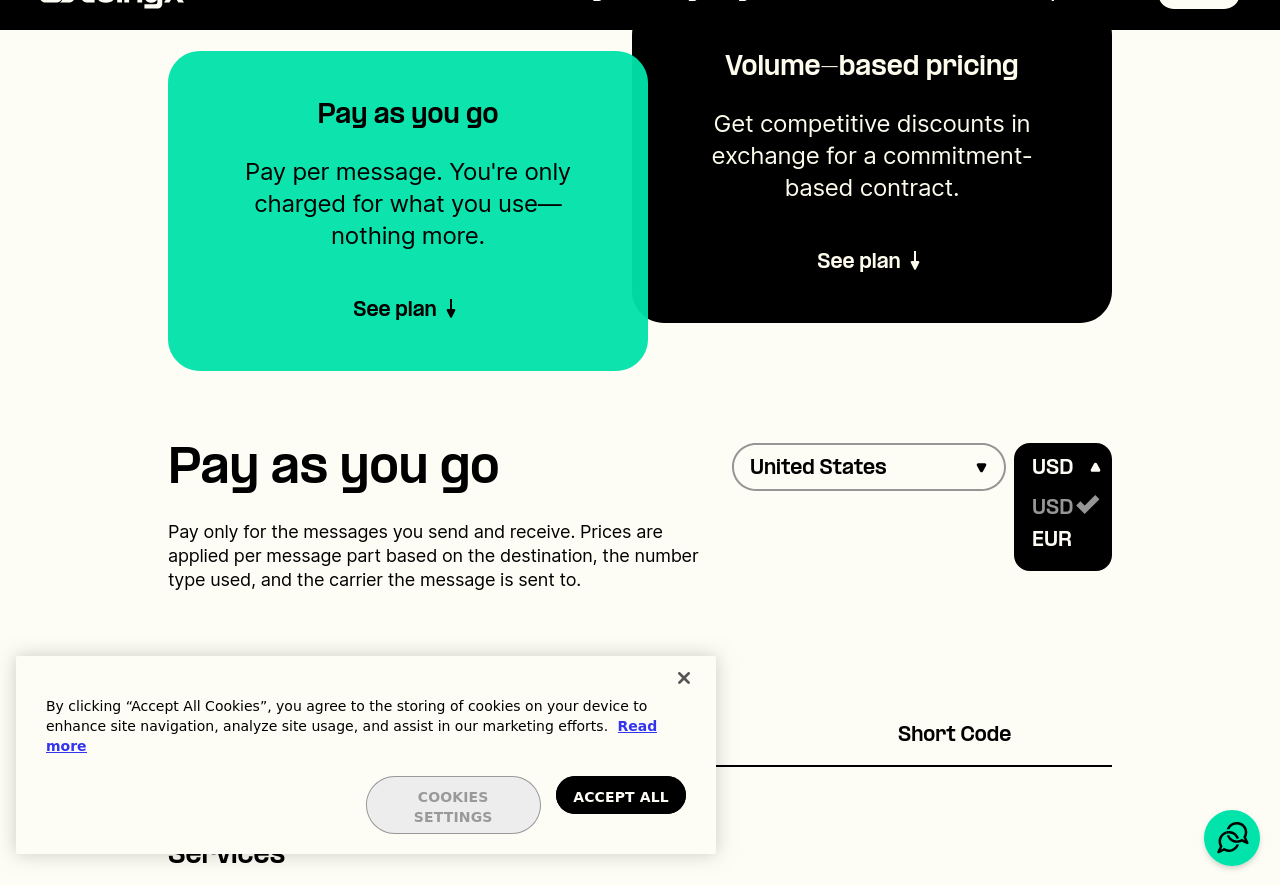 Volume–based pricing
Get competitive discounts in
exchange for a commitment-
based contract.
See plan
Pay as you go
Pay per message. You're only
charged for what you use—
nothing more.
See plan
Pay as you go
United States
USD
USD
EUR
Pay only for the messages you send and receive. Prices are
applied per message part based on the destination, the number
type used, and the carrier the message is sent to.
By clicking “Accept All Cookies”, you agree to the storing of cookies on your device to
enhance site navigation, analyze site usage, and assist in our marketing efforts. Read
more
COOKIES
SETTINGS
ACCEPT ALL
Short Code
Services